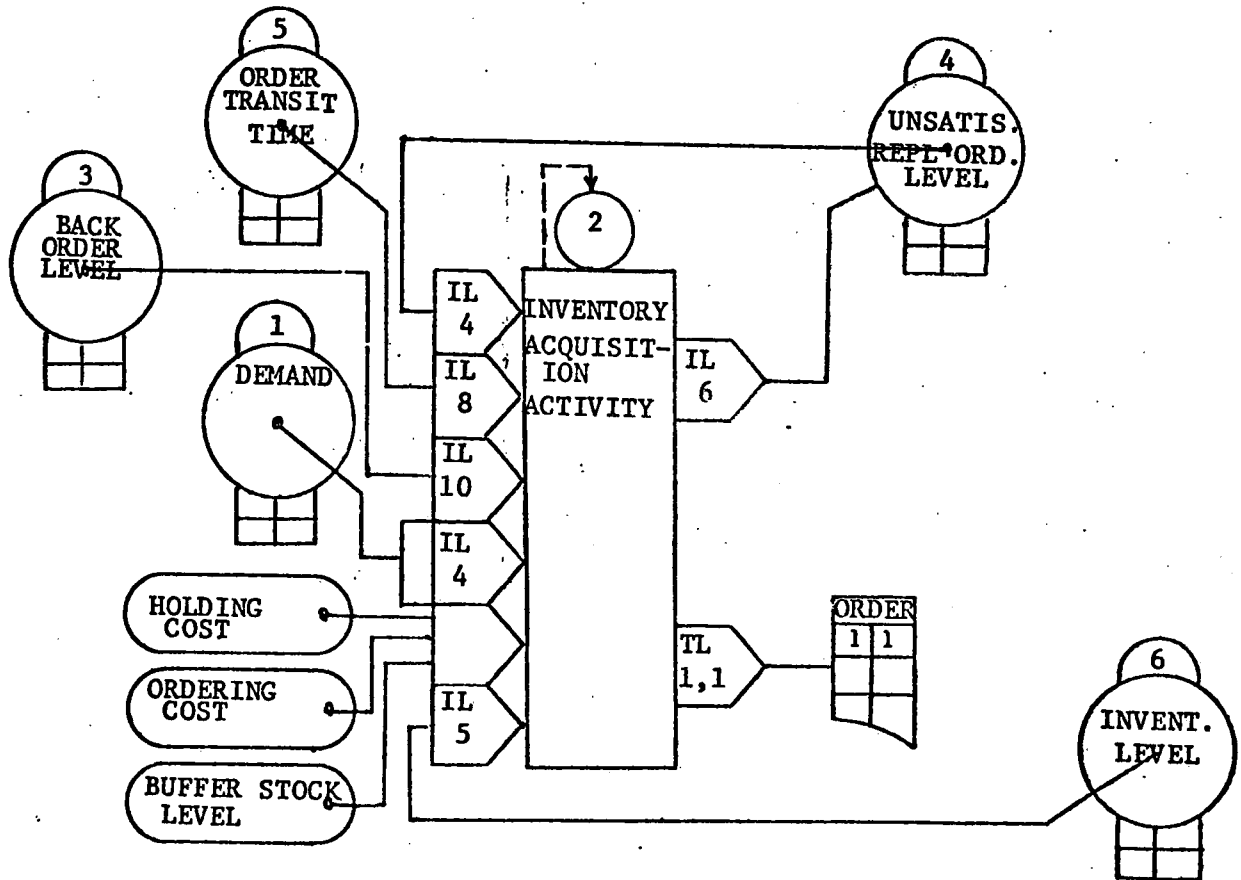 5
ORDER
TRANSIT
TIME
4
UNSATIS.
REPL ORD.
LEVEL
3
BACK
ORDER
LEVEL
2
1
DEMAND
IL
4
IL
8
IL
10
IL
4
IL
5
INVENTORY
ACQUISIT-
ION
ACTIVITY
IL
6
TL
1,1
ORDER
1 1
HOLDING
COST
ORDERING
COST
BUFFER STOCK
LEVEL
6
INVENT.
LEVEL